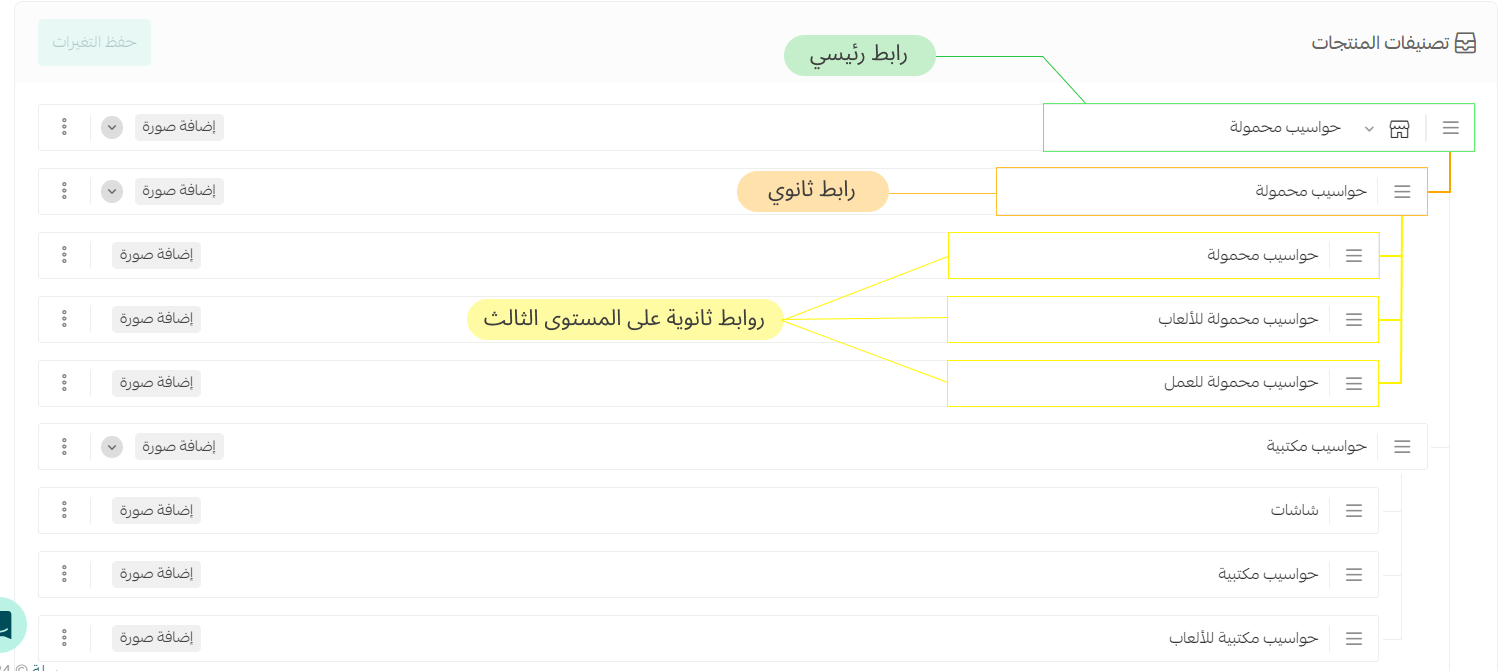 تصنيفات المنتجات
حفظ التغيرات
رابط رئيسي
حواسيب محمولة
إضافة صورة
حواسيب محمولة
رابط ثانوي
إضافة صورة
حواسيب محمولة
إضافة صورة
حواسيب محمولة للألعاب
روابط ثانوية على المستوى الثالث
إضافة صورة
حواسيب محمولة للعمل
إضافة صورة
حواسيب مكتبية
إضافة صورة
شاشات
إضافة صورة
حواسيب مكتبية
إضافة صورة
حواسيب مكتبية للألعاب
إضافة صورة